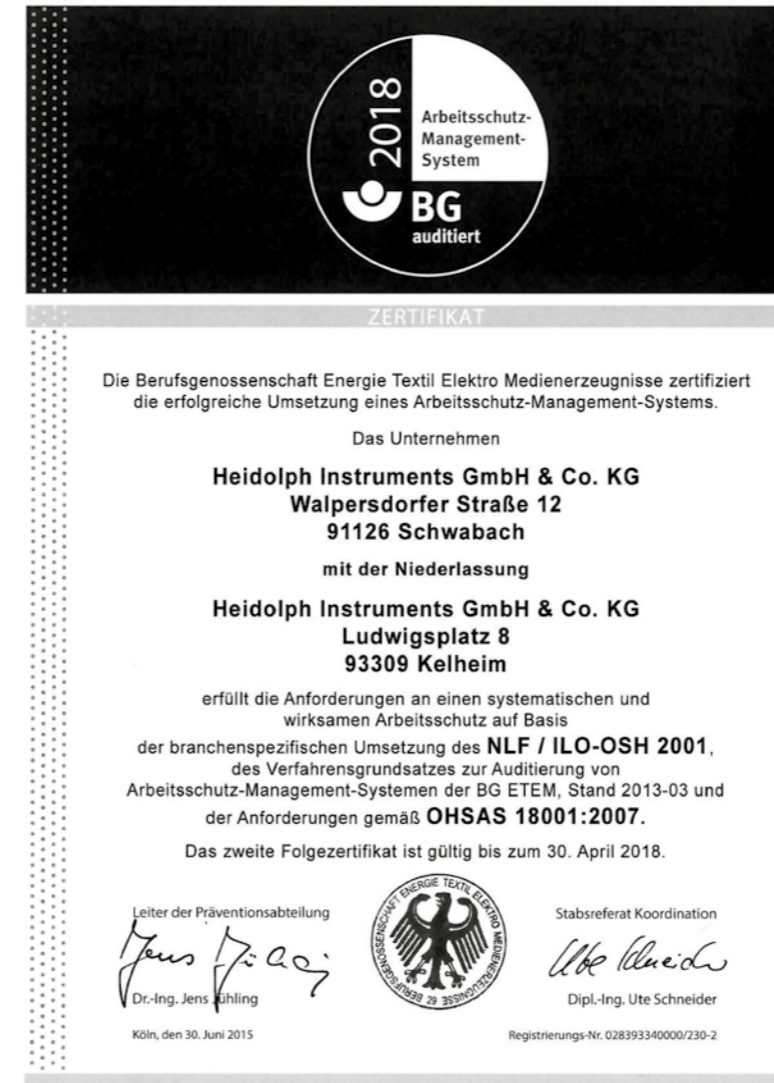 2018
Arbeitsschutz-
Management-
System
BG
auditiert
ZERTIFIKAT
Die Berufsgenossenschaft Energie Textil Elektro Medienerzeugnisse zertifiziert
die erfolgreiche Umsetzung eines Arbeitsschutz-Management-Systems.
Das Unternehmen
Heidolph Instruments GmbH & Co. KG
Walpersdorfer Straße 12
91126 Schwabach
mit der Niederlassung
Heidolph Instruments GmbH & Co. KG
Ludwigsplatz 8
93309 Kelheim
erfüllt die Anforderungen an einen systematischen und
wirksamen Arbeitsschutz auf Basis
der branchenspezifischen Umsetzung des NLF / ILO-OSH 2001,
des Verfahrensgrundsatzes zur Auditierung von
Arbeitsschutz-Management-Systemen der BG ETEM, Stand 2013-03 und
der Anforderungen gemäß OHSAS 18001:2007.
Das zweite Folgezertifikat ist gültig bis zum 30. April 2018.
Leiter der Präventionsabteilung
Jens Jühling
Dr.-Ing. Jens Jühling
Köln, den 30. Juni 2015
BERUFSGENOSSENSCHAFT ENERGIE TEXTIL ELEKTRO MEDIENERZEUGNISSE 62
Stabsreferat Koordination
Ute Schneider
Dipl.-Ing. Ute Schneider
Registrierungs-Nr. 028393340000/230-2